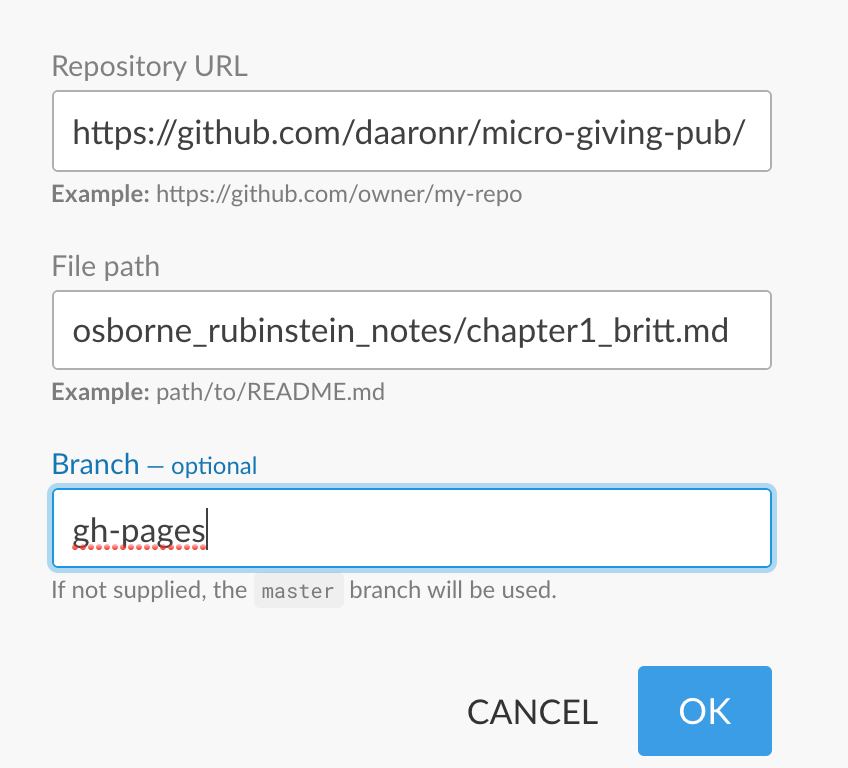 Repository URL
https://github.com/daaronr/micro-giving-pub/
Example: https://github.com/owner/my-repo
File path
osborne_rubinstein_notes/chapter1_britt.md
Example: path/to/README.md
Branch – optional
gh-pages
If not supplied, the master branch will be used.
CANCEL OK